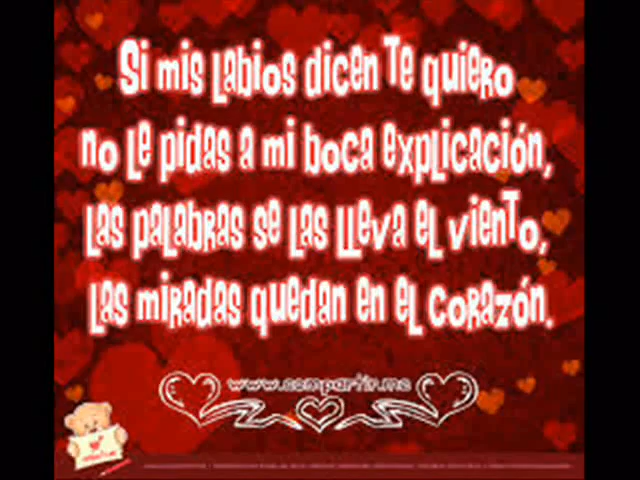 Si mis labios dicen te quiero
no le pidas a mi boca explicación,
las palabras se las lleva el viento,
las miradas quedan en el corazón.
www.compartir.me